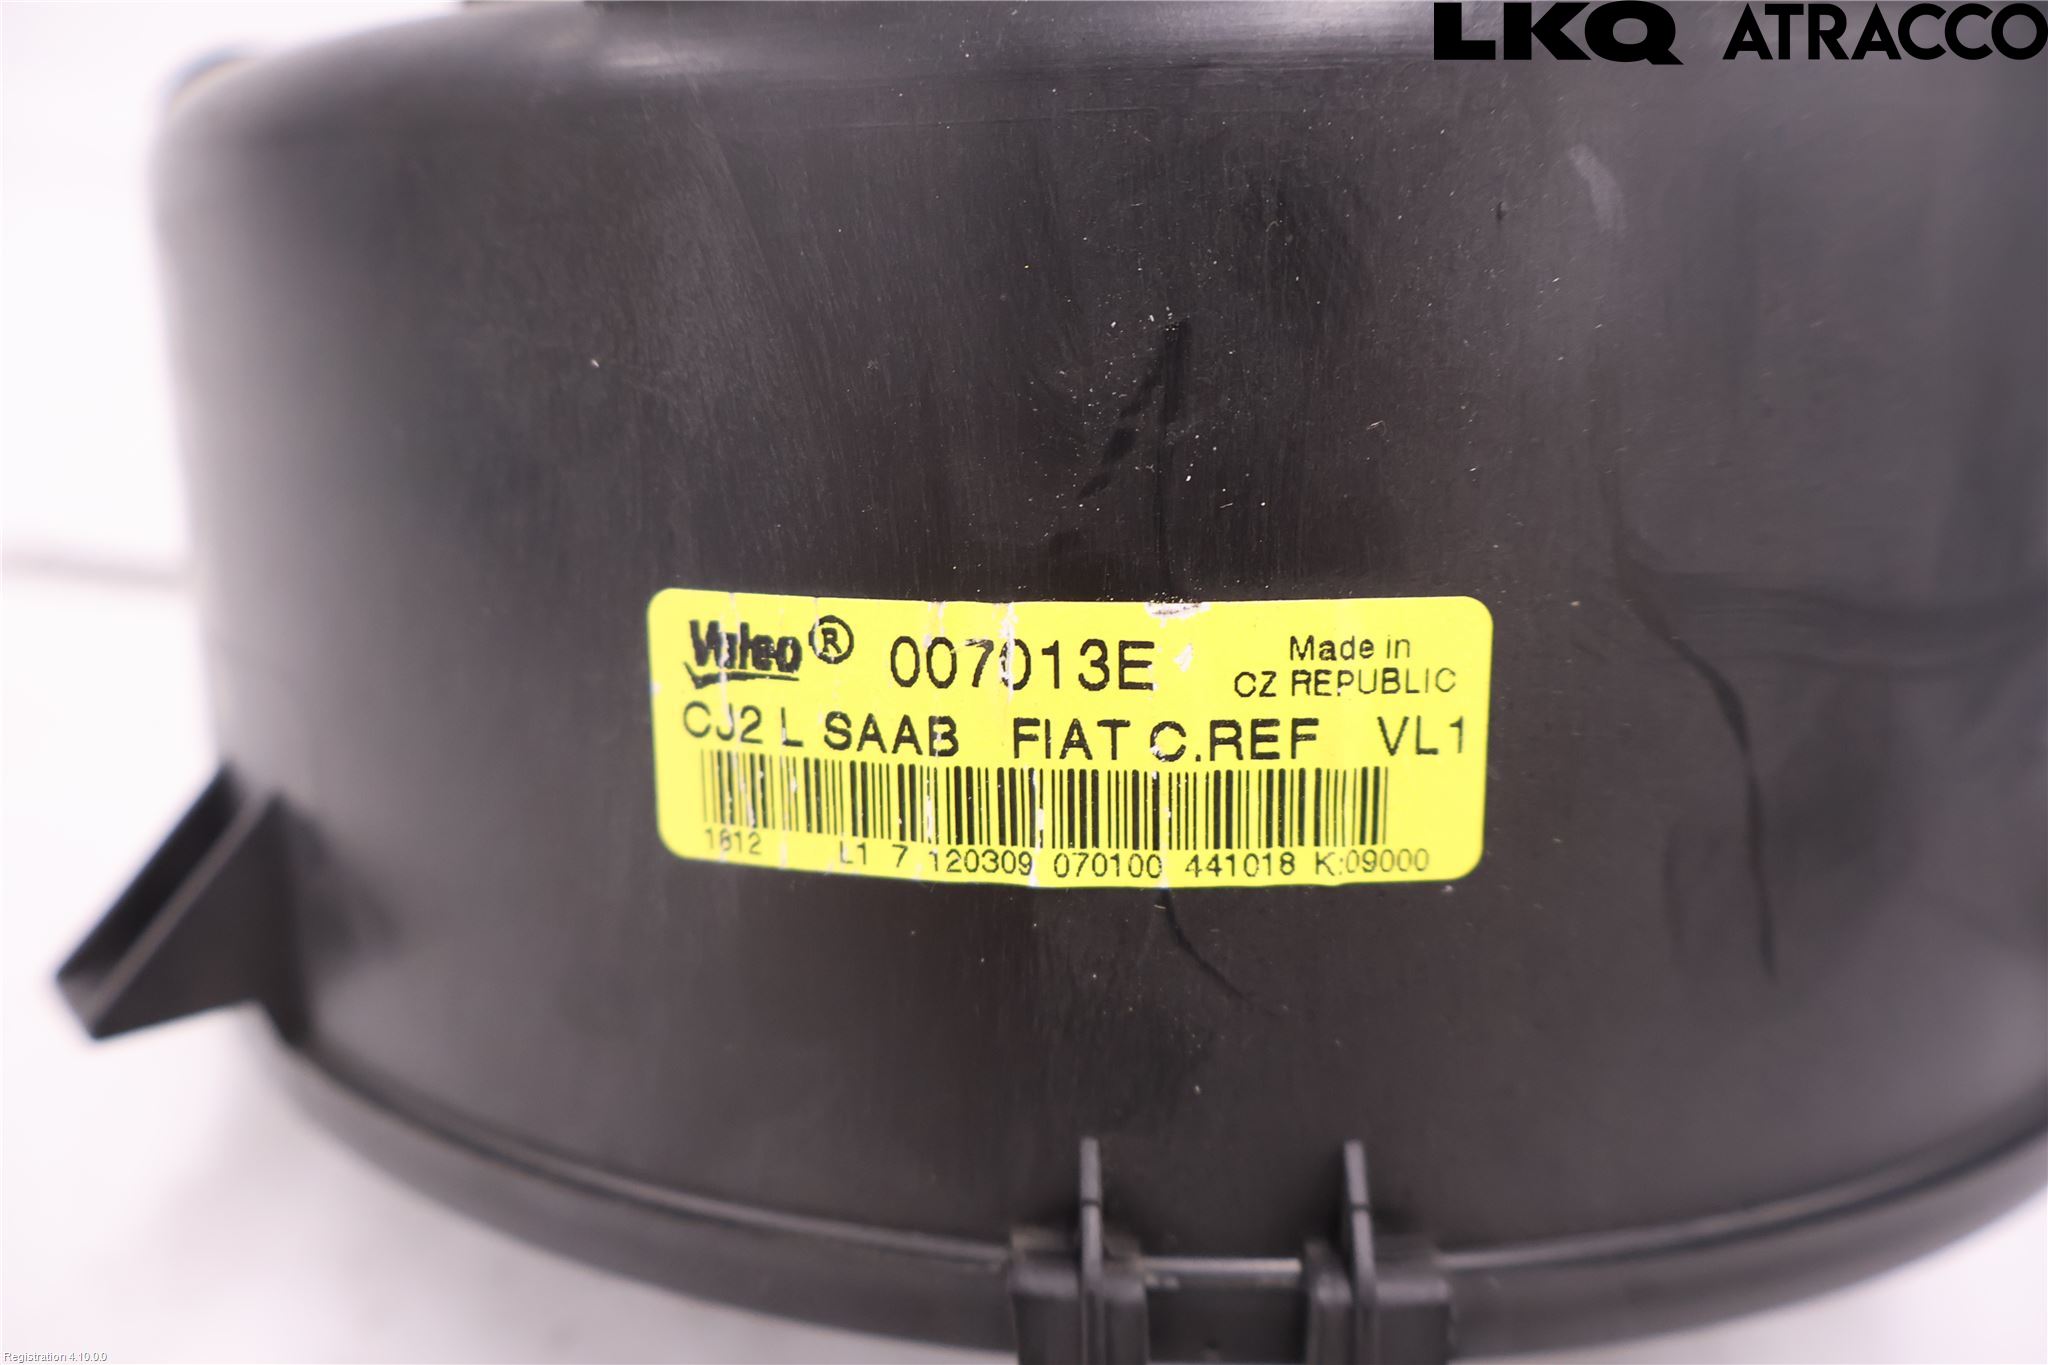 LKQ ATRACCO
Valeo ® 007013E Made in
CZ REPUBLIC
CJ2 L SAAB FIAT C.REF VL1
1612 L1 7 120309 070100 441018 K:09000
Registration 4.10.0.0